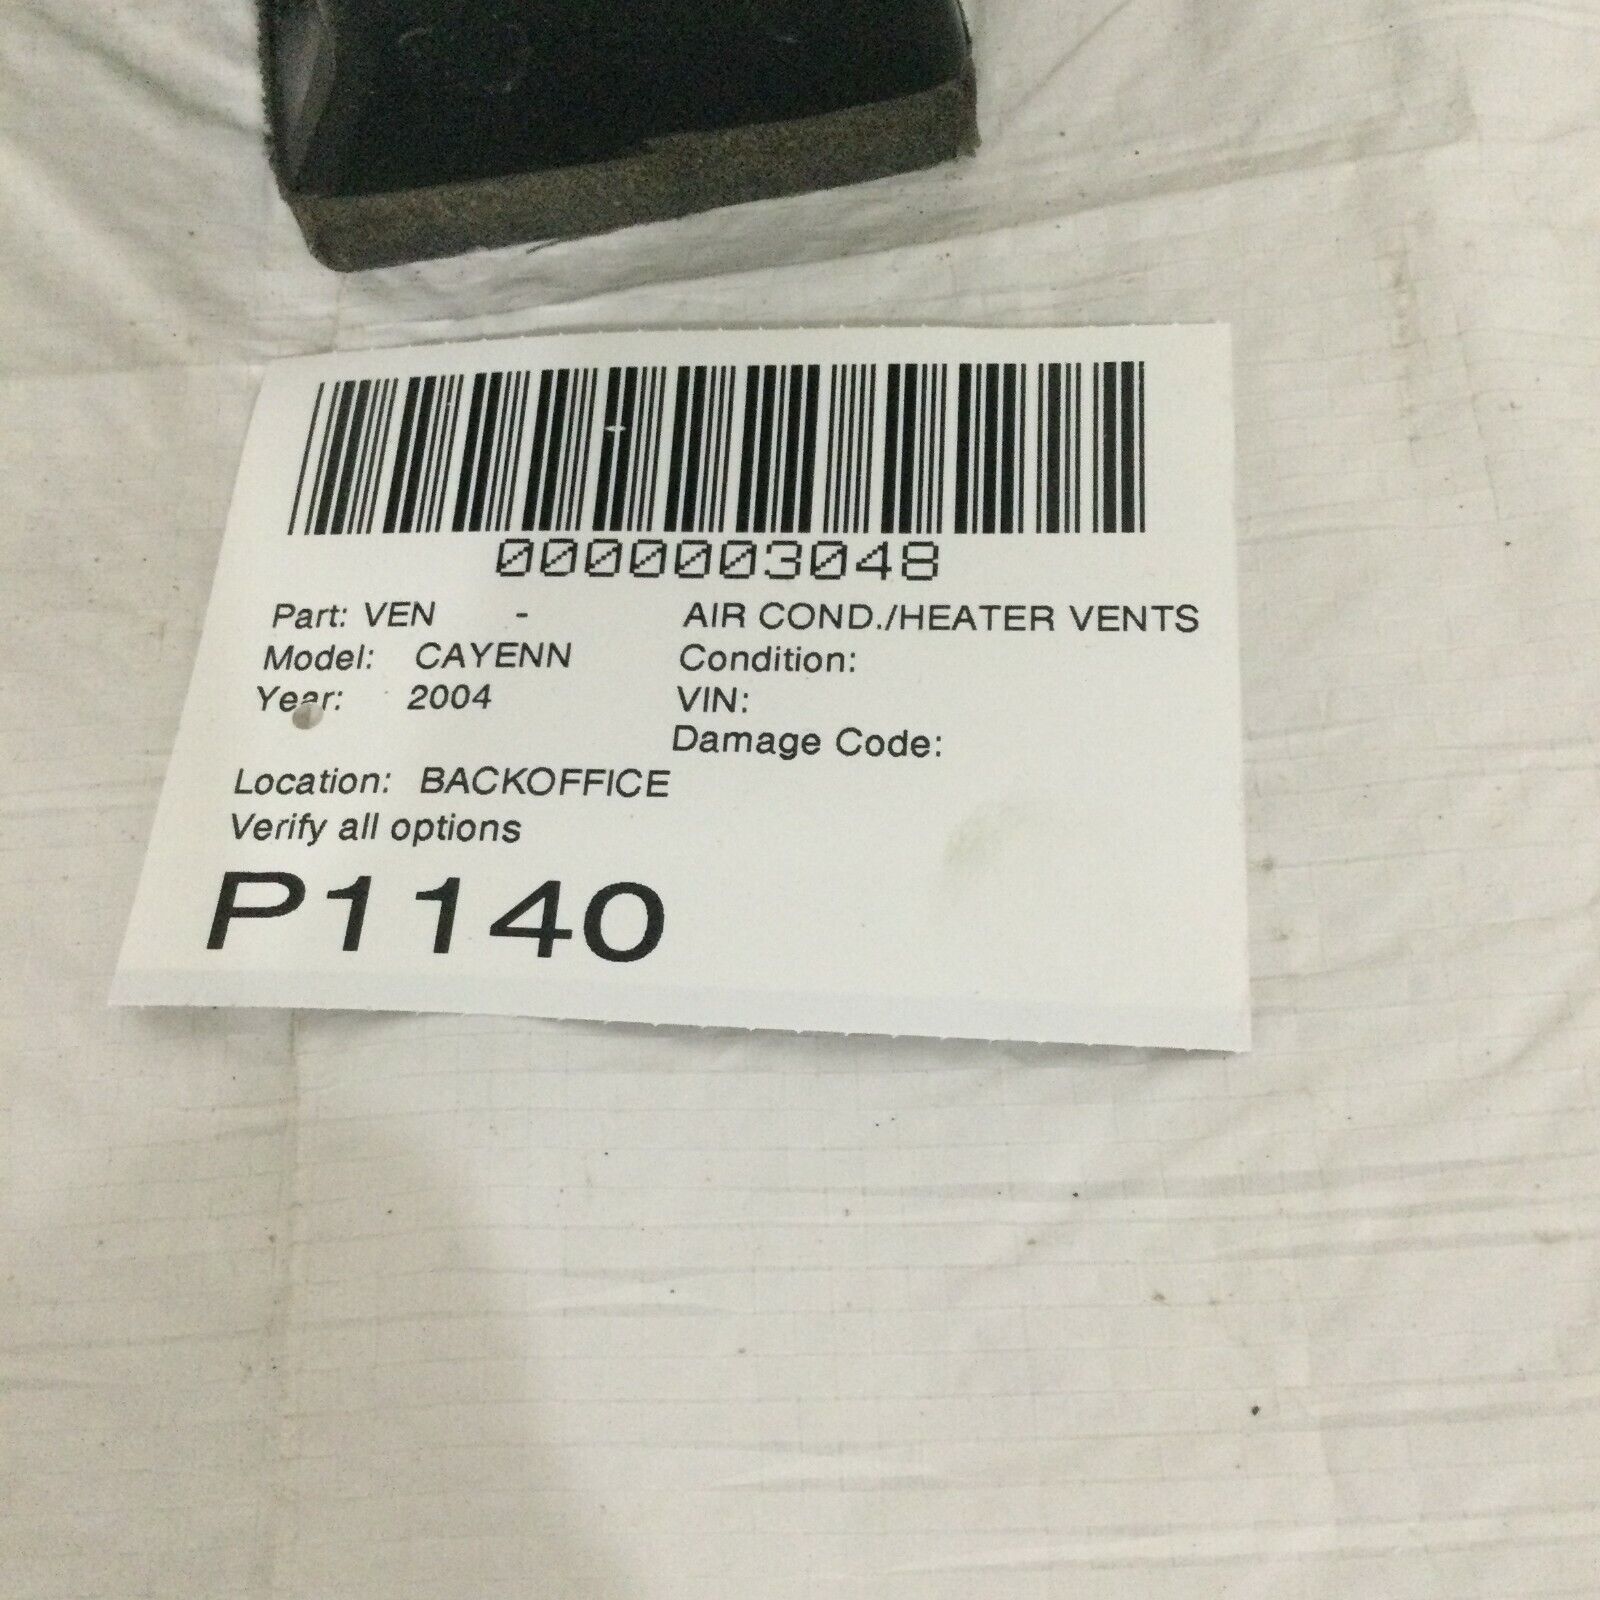 0000003048
Part: VEN - AIR COND./HEATER VENTS
Model: CAYENN Condition:
Year: 2004 VIN:
Damage Code:
Location: BACKOFFICE
Verify all options
P1140